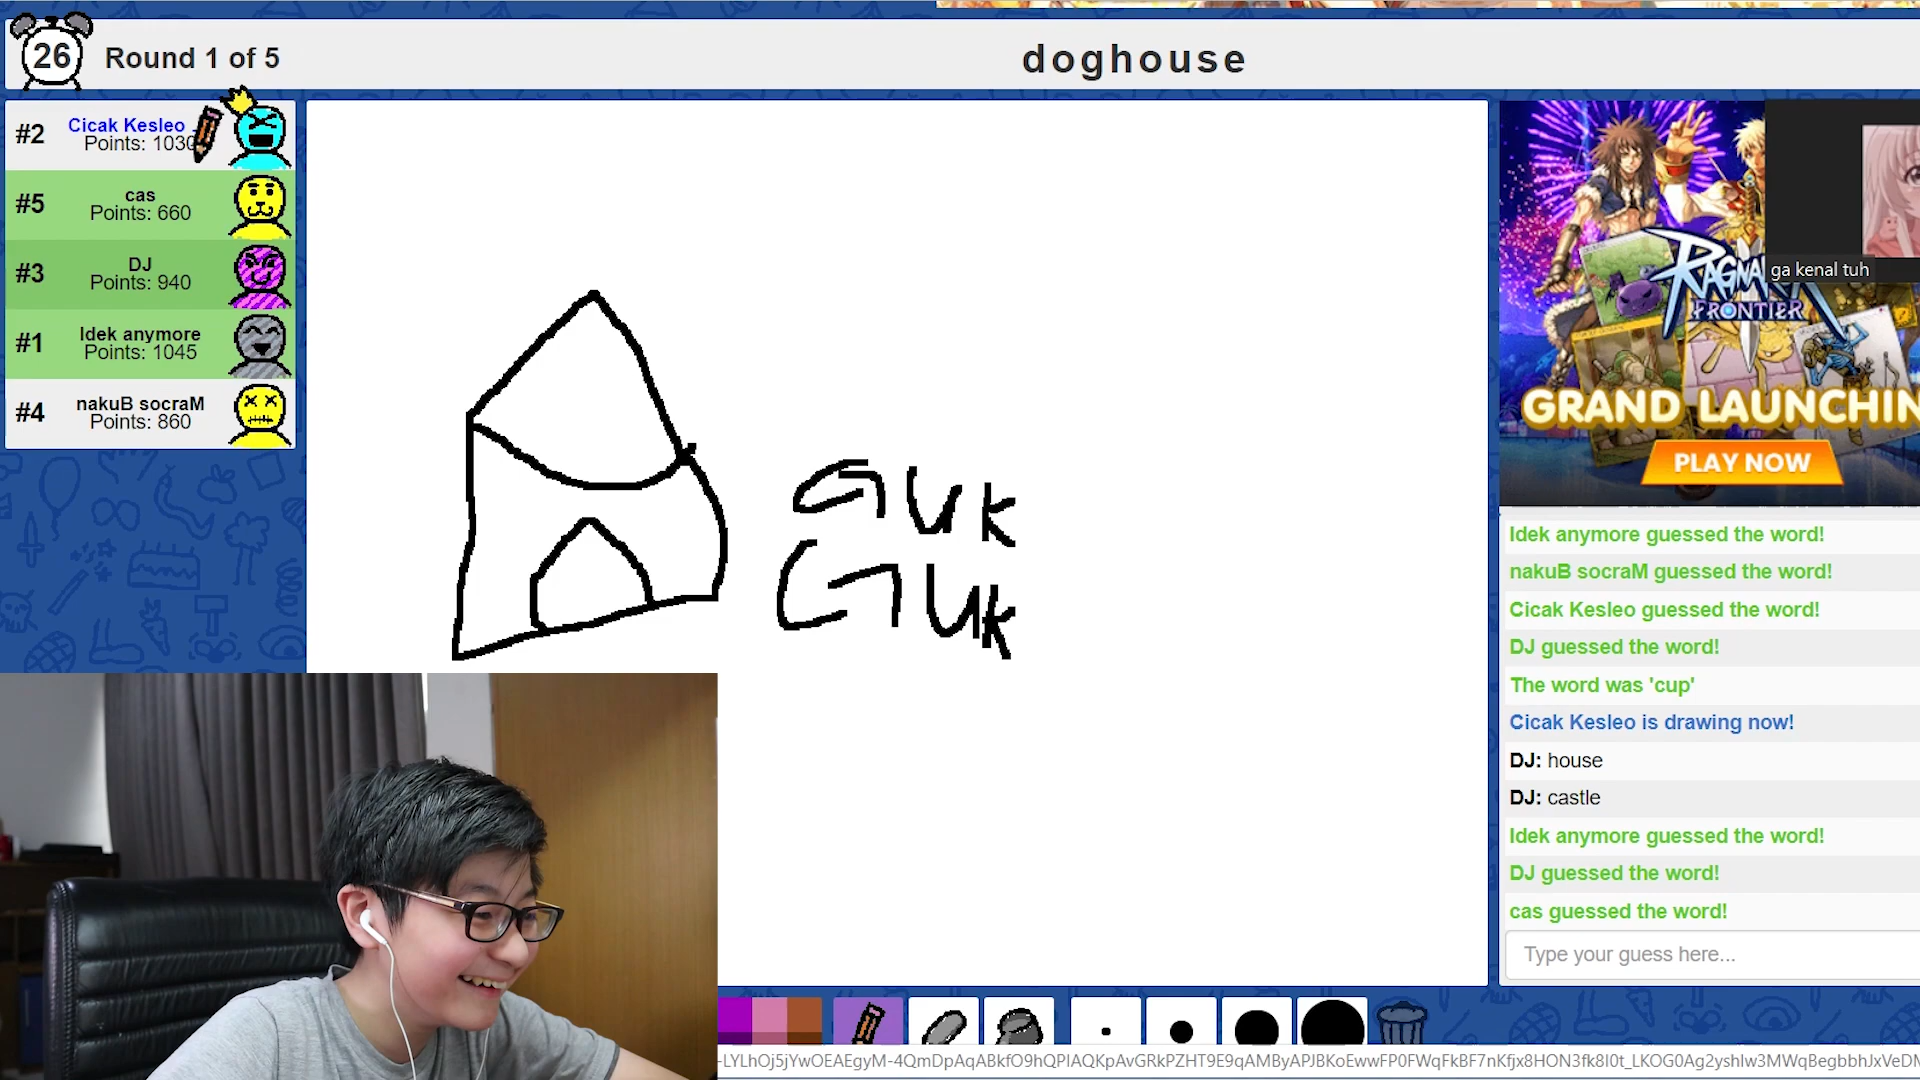 26
Round 1 of 5
doghouse
#2
Cicak Kesleo
Points: 1030
#5
cas
Points: 660
#3
DJ
Points: 940
#1
Idek anymore
Points: 1045
#4
nakuB socraM
Points: 860
GUK
GUK
ga kenal tuh
FRONTIER
GRAND LAUNCHIN
PLAY NOW
Idek anymore guessed the word!
nakuB socraM guessed the word!
Cicak Kesleo guessed the word!
DJ guessed the word!
The word was 'cup'
Cicak Kesleo is drawing now!
DJ: house
DJ: castle
Idek anymore guessed the word!
DJ guessed the word!
cas guessed the word!
Type your guess here...